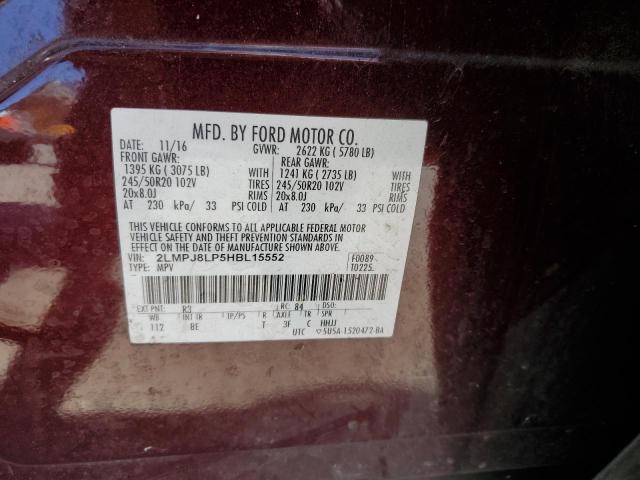 MFD. BY FORD MOTOR CO.
DATE: 11/16 GVWR: 2622 KG ( 5780 LB)
FRONT GAWR: REAR GAWR:
1395 KG ( 3075 LB) WITH 1241 KG ( 2735 LB) WITH
245/50R20 102V TIRES 245/50R20 102V TIRES
20x8.0J RIMS 20x8.0J RIMS
AT 230 kPa/ 33 PSI COLD AT 230 kPa/ 33 PSI COLD
THIS VEHICLE CONFORMS TO ALL APPLICABLE FEDERAL MOTOR
VEHICLE SAFETY AND THEFT PREVENTION STANDARDS IN
EFFECT ON THE DATE OF MANUFACTURE SHOWN ABOVE.
VIN: 2LMPJ8LP5HBL15552 F0089
TYPE: MPV T0225
EXT PNT: R3 RC: 84 DSO:
WB INT TR TP/PS R AXLE TR SPR
112 8E T 3F C HHJJ
UTC 5U5A-1520472-BA